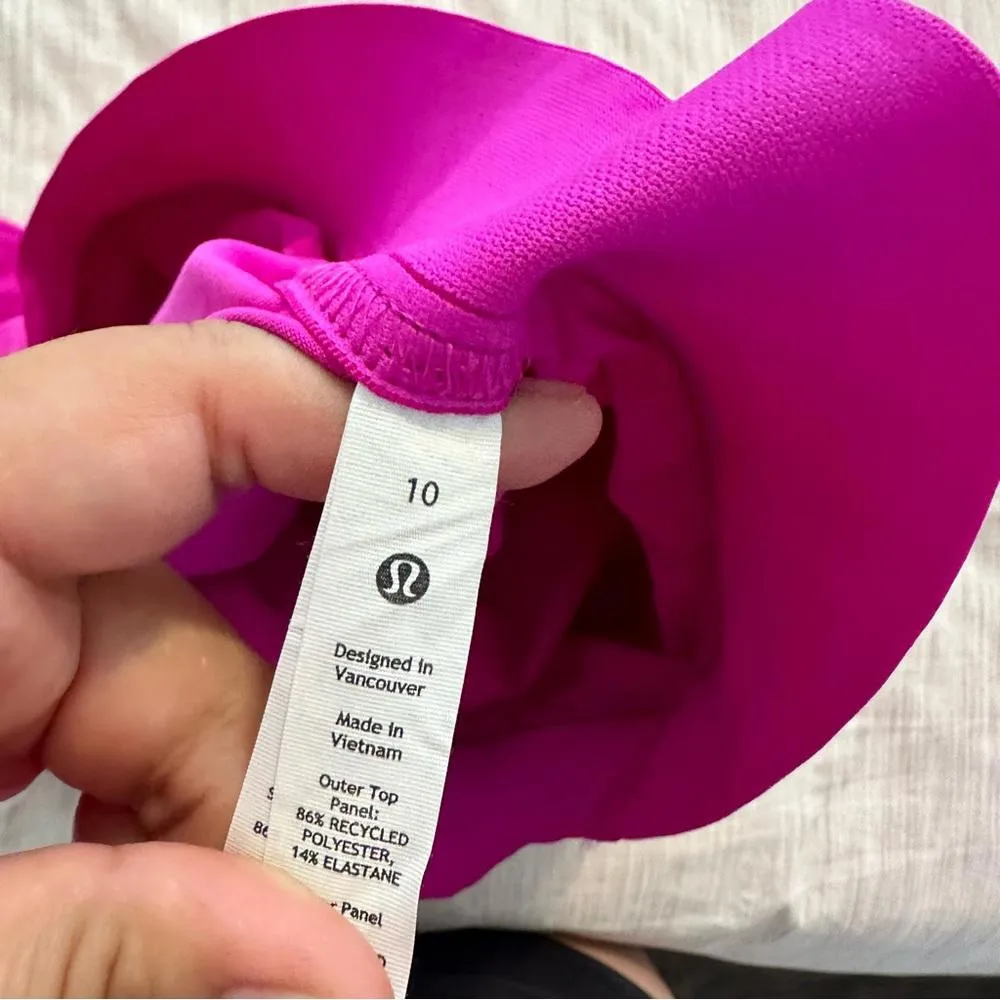 10
Designed in
Vancouver
Made in
Vietnam
Outer Top
Panel:
86% RECYCLED
POLYESTER,
14% ELASTANE
Panel